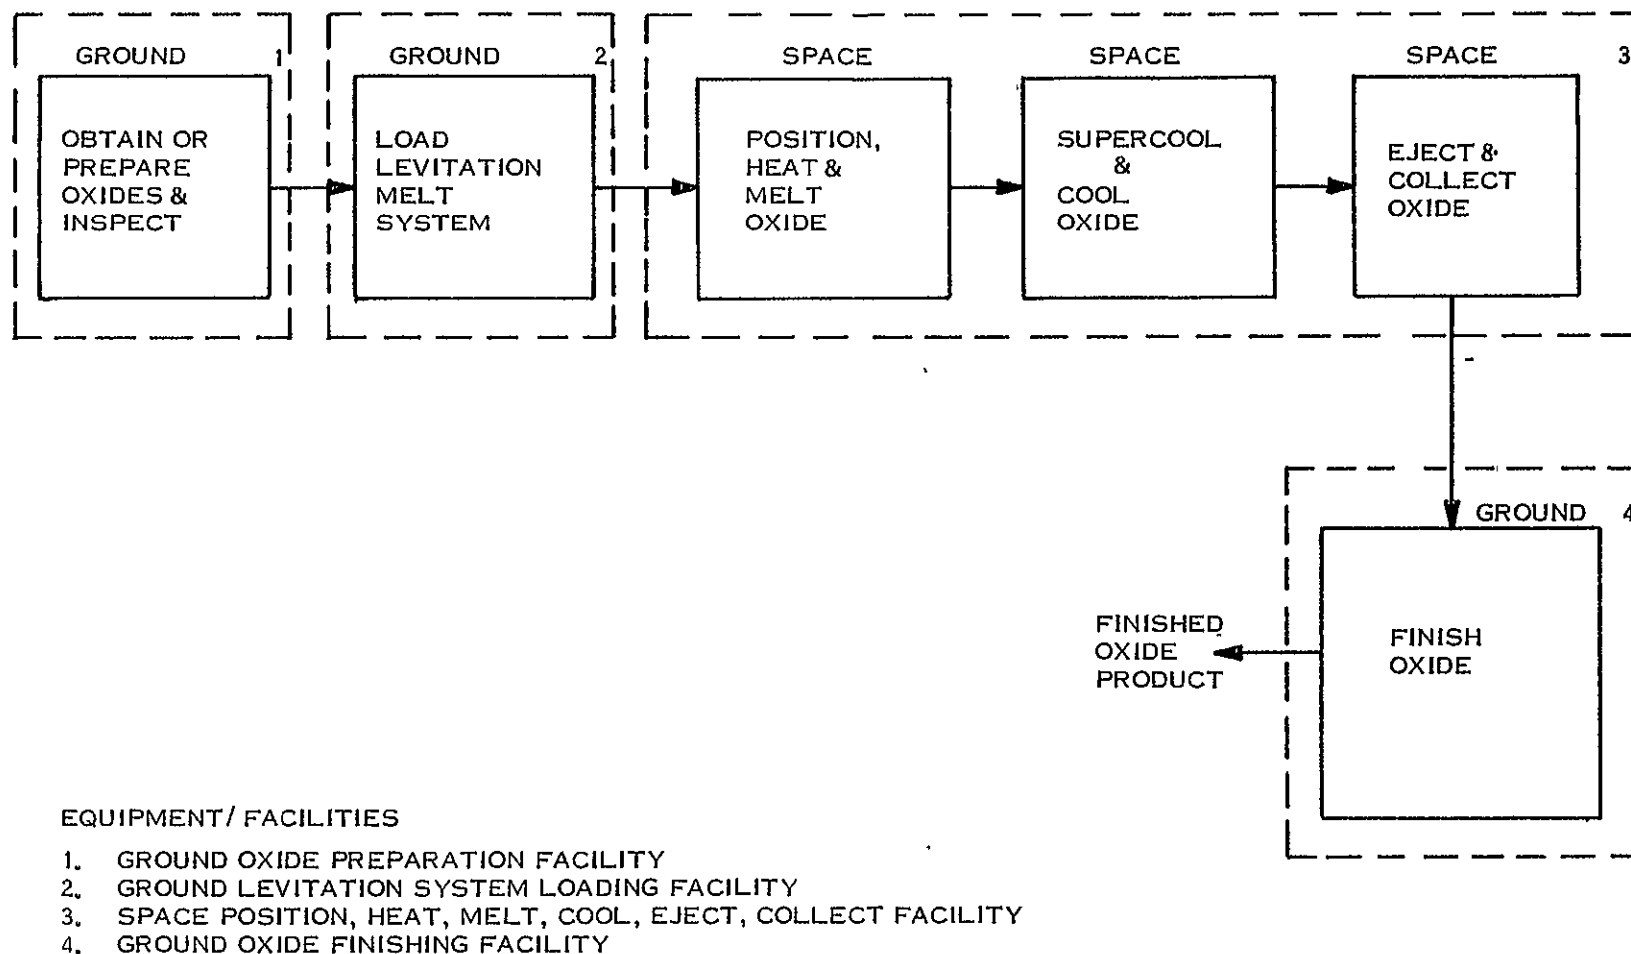 GROUND 1
OBTAIN OR
PREPARE
OXIDES &
INSPECT
GROUND 2
LOAD
LEVITATION
MELT
SYSTEM
SPACE
POSITION,
HEAT &
MELT
OXIDE
SPACE
SUPERCOOL
&
COOL
OXIDE
SPACE 3
EJECT &
COLLECT
OXIDE
GROUND 4
FINISH
OXIDE
FINISHED
OXIDE
PRODUCT
EQUIPMENT/ FACILITIES
1. GROUND OXIDE PREPARATION FACILITY
2. GROUND LEVITATION SYSTEM LOADING FACILITY
3. SPACE POSITION, HEAT, MELT, COOL, EJECT, COLLECT FACILITY
4. GROUND OXIDE FINISHING FACILITY